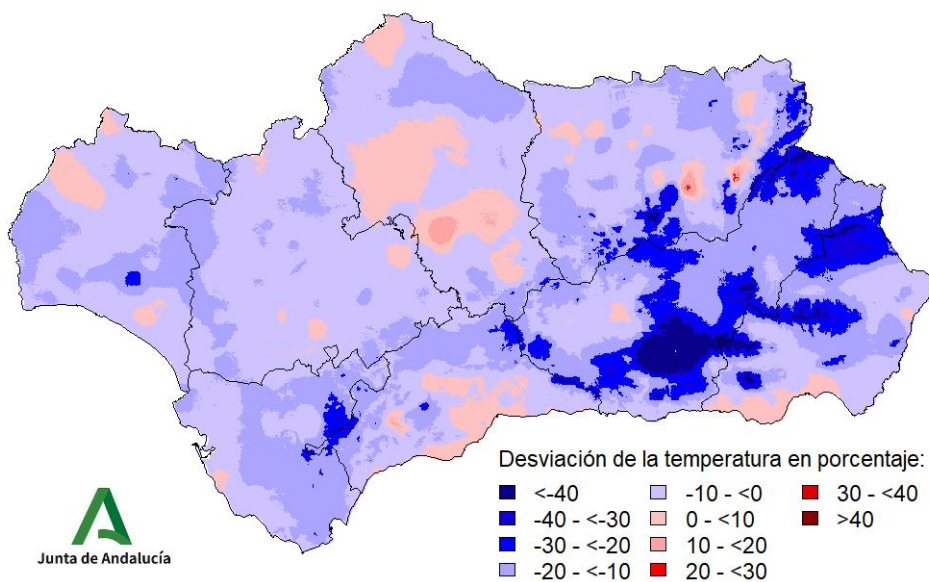 Desviación de la temperatura en porcentaje:
<-40
-40 - <-30
-30 - <-20
-20 - <-10
-10 - <0
0 - <10
10 - <20
20 - <30
30 - <40
>40
Junta de Andalucía